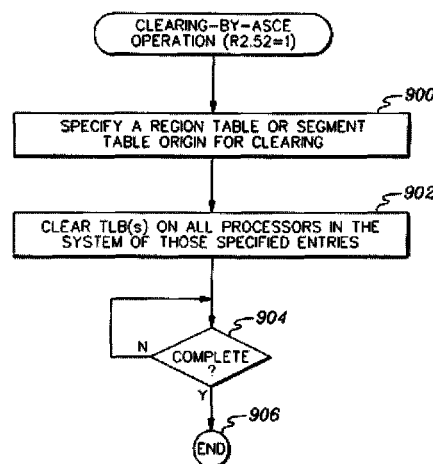 CLEARING-BY-ASCE
OPERATION (R2.52=1)
900
SPECIFY A REGION TABLE OR SEGMENT
TABLE ORIGIN FOR CLEARING
902
CLEAR TLB(s) ON ALL PROCESSORS IN THE
SYSTEM OF THOSE SPECIFIED ENTRIES
904
N
COMPLETE
?
Y
906
END